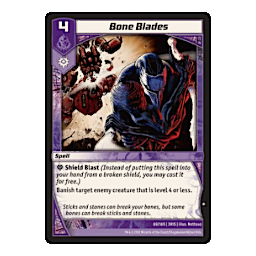 4
Bone Blades
Spell
Shield Blast (Instead of putting this spell into
your hand from a broken shield, you may cast it
for free.)
Banish target enemy creature that is level 4 or less.
Sticks and stones can break your bones, but some
bones can break sticks and stones.